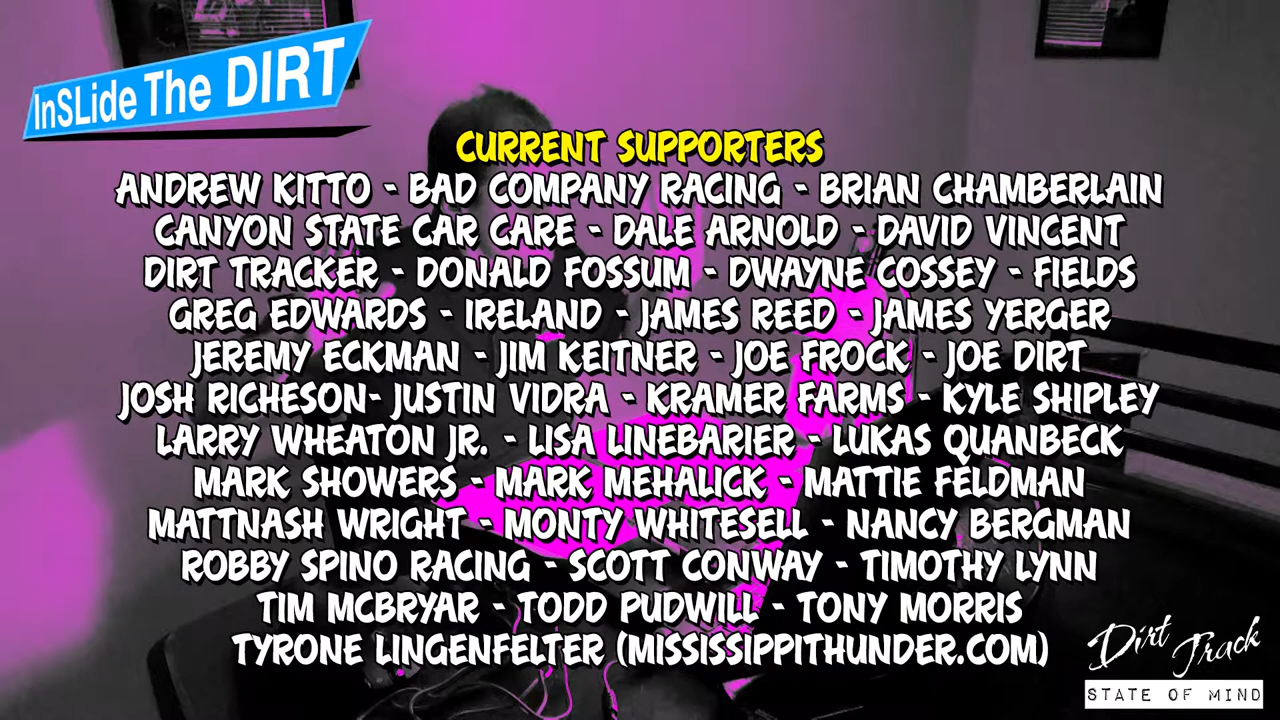 InSLide The DIRT
CURRENT SUPPORTERS
ANDREW KITTO - BAD COMPANY RACING - BRIAN CHAMBERLAIN
CANYON STATE CAR CARE - DALE ARNOLD - DAVID VINCENT
DIRT TRACKER - DONALD FOSSUM - DWAYNE COSSEY - FIELDS
GREG EDWARDS - IRELAND - JAMES REED - JAMES YERGER
JEREMY ECKMAN - JIM KEITNER - JOE FROCK - JOE DIRT
JOSH RICHESON- JUSTIN VIDRA - KRAMER FARMS - KYLE SHIPLEY
LARRY WHEATON JR. - LISA LINEBARIER - LUKAS QUANBECK
MARK SHOWERS - MARK MEHALICK - MATTIE FELDMAN
MATTNASH WRIGHT - MONTY WHITESELL - NANCY BERGMAN
ROBBY SPINO RACING - SCOTT CONWAY - TIMOTHY LYNN
TIM MCBRYAR - TODD PUDWILL - TONY MORRIS
TYRONE LINGENFELTER (MISSISSIPPITHUNDER.COM)
Dirt Track
STATE OF MIND